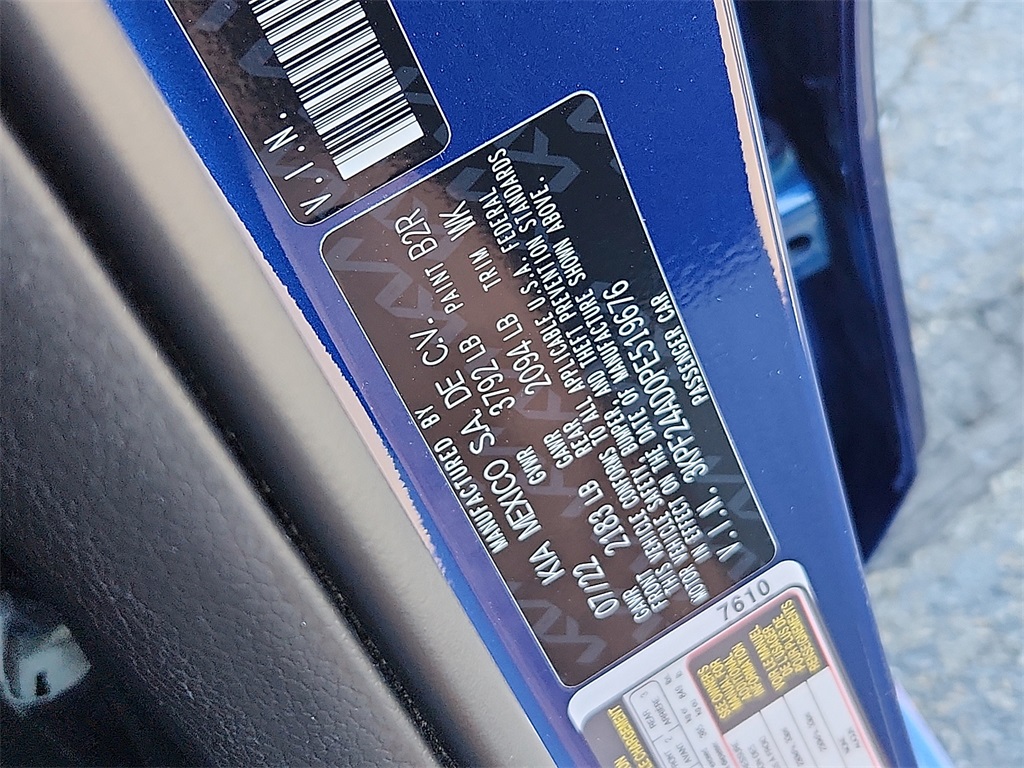 V.I.N.
MANUFACTURED BY
KIA MEXICO S.A. DE C.V. PAINT B2R
07/22 GVWR 3792 LB TRIM WK
GAWR FRONT 2183 LB GAWR REAR 2094 LB
THIS VEHICLE CONFORMS TO ALL APPLICABLE U.S.A. FEDERAL
MOTOR VEHICLE SAFETY, BUMPER, AND THEFT PREVENTION STANDARDS
IN EFFECT ON THE DATE OF MANUFACTURE SHOWN ABOVE.
V.I.N. 3KPF24AD0PE519676
PASSENGER CAR
7610